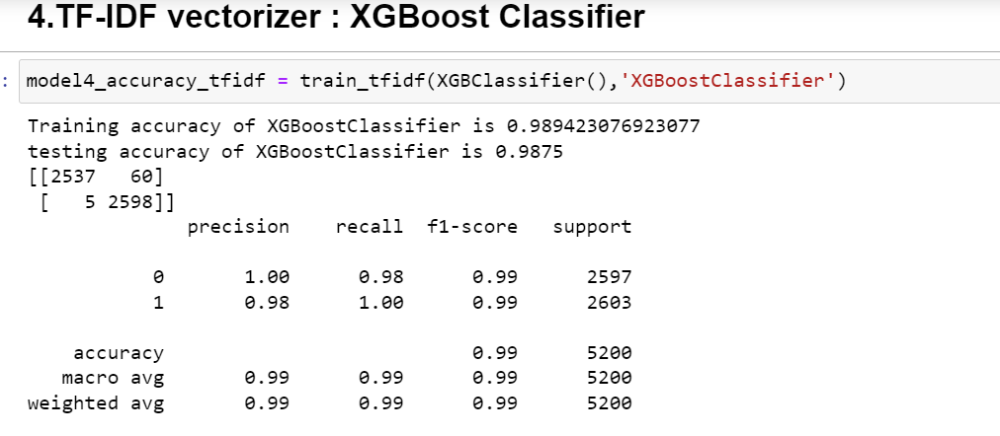 4.TF-IDF vectorizer : XGBoost Classifier
: model4_accuracy_tfidf = train_tfidf(XGBClassifier(),'XGBoostClassifier')
Training accuracy of XGBoostClassifier is 0.989423076923077
testing accuracy of XGBoostClassifier is 0.9875
[[2537   60]
 [   5 2598]]
              precision    recall  f1-score   support
           0       1.00      0.98      0.99      2597
           1       0.98      1.00      0.99      2603
    accuracy                           0.99      5200
   macro avg       0.99      0.99      0.99      5200
weighted avg       0.99      0.99      0.99      5200